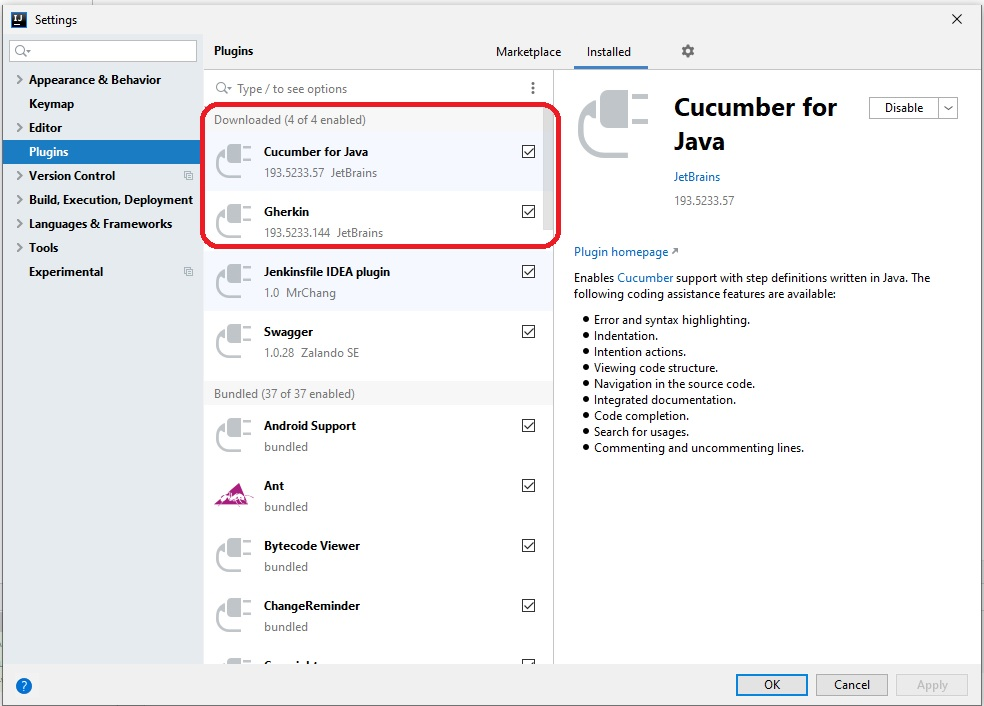 IJ
Settings
Appearance & Behavior
Keymap
Editor
Plugins
Version Control
Build, Execution, Deployment
Languages & Frameworks
Tools
Experimental
Plugins
Marketplace
Installed
Type / to see options
Downloaded (4 of 4 enabled)
Cucumber for Java
193.5233.57 JetBrains
Gherkin
193.5233.144 JetBrains
Jenkinsfile IDEA plugin
1.0 MrChang
Swagger
1.0.28 Zalando SE
Bundled (37 of 37 enabled)
Android Support
bundled
Ant
bundled
Bytecode Viewer
bundled
ChangeReminder
bundled
Cucumber for
Java
Disable
JetBrains
193.5233.57
Plugin homepage ↗
Enables Cucumber support with step definitions written in Java. The
following coding assistance features are available:
● Error and syntax highlighting.
● Indentation.
● Intention actions.
● Viewing code structure.
● Navigation in the source code.
● Integrated documentation.
● Code completion.
● Search for usages.
● Commenting and uncommenting lines.
?
OK
Cancel
Apply